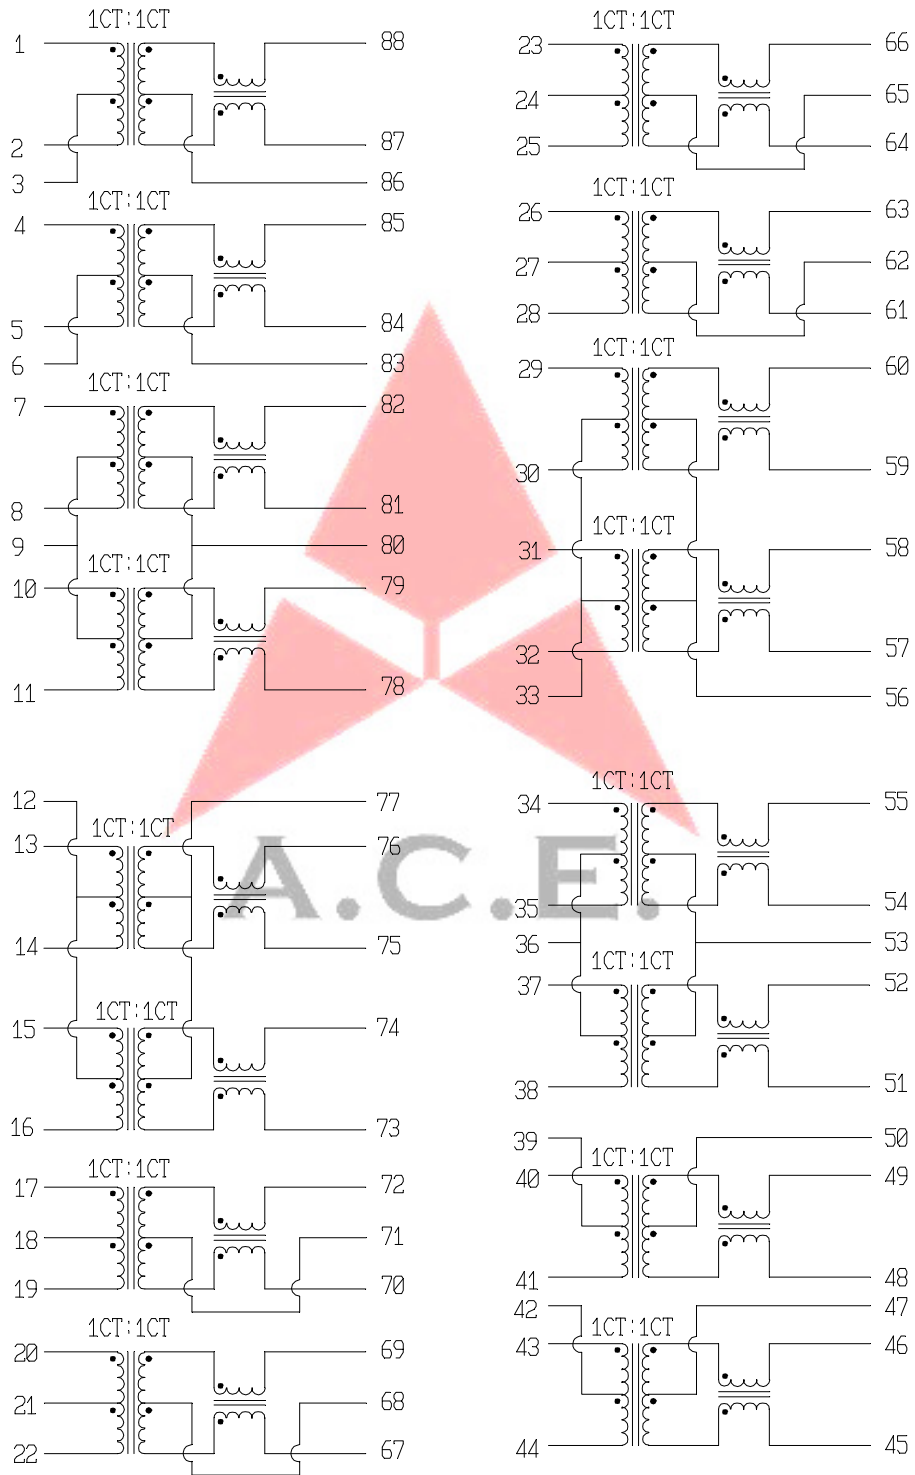 1CT:1CT
1 88
2 87
3 86
1CT:1CT
4 85
5 84
6 83
1CT:1CT
7 82
8 81
9 80
1CT:1CT
10 79
11 78
12 77
1CT:1CT
13 76
14 75
1CT:1CT
15 74
16 73
1CT:1CT
17 72
18 71
19 70
1CT:1CT
20 69
21 68
22 67
1CT:1CT
23 66
24 65
25 64
1CT:1CT
26 63
27 62
28 61
1CT:1CT
29 60
30 59
1CT:1CT
31 58
32 57
33 56
1CT:1CT
34 55
35 54
36 53
1CT:1CT
37 52
38 51
39 50
1CT:1CT
40 49
41 48
42 47
1CT:1CT
43 46
44 45
A.C.E.